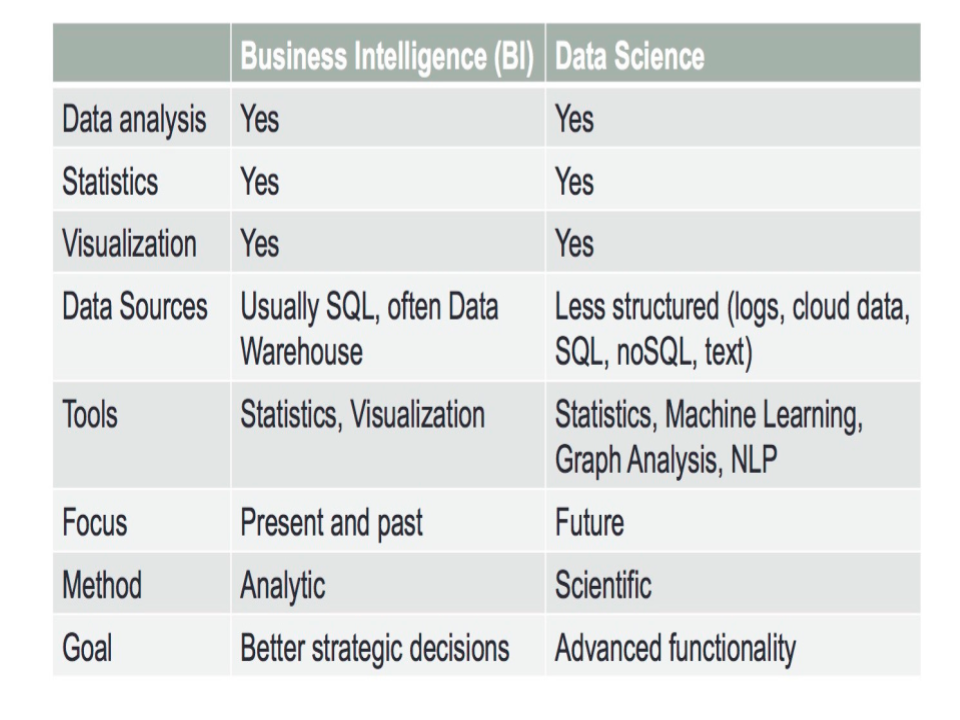 Business Intelligence (BI) Data Science
Data analysis Yes Yes
Statistics Yes Yes
Visualization Yes Yes
Data Sources Usually SQL, often Data Less structured (logs, cloud data,
Warehouse SQL, noSQL, text)
Tools Statistics, Visualization Statistics, Machine Learning,
Graph Analysis, NLP
Focus Present and past Future
Method Analytic Scientific
Goal Better strategic decisions Advanced functionality